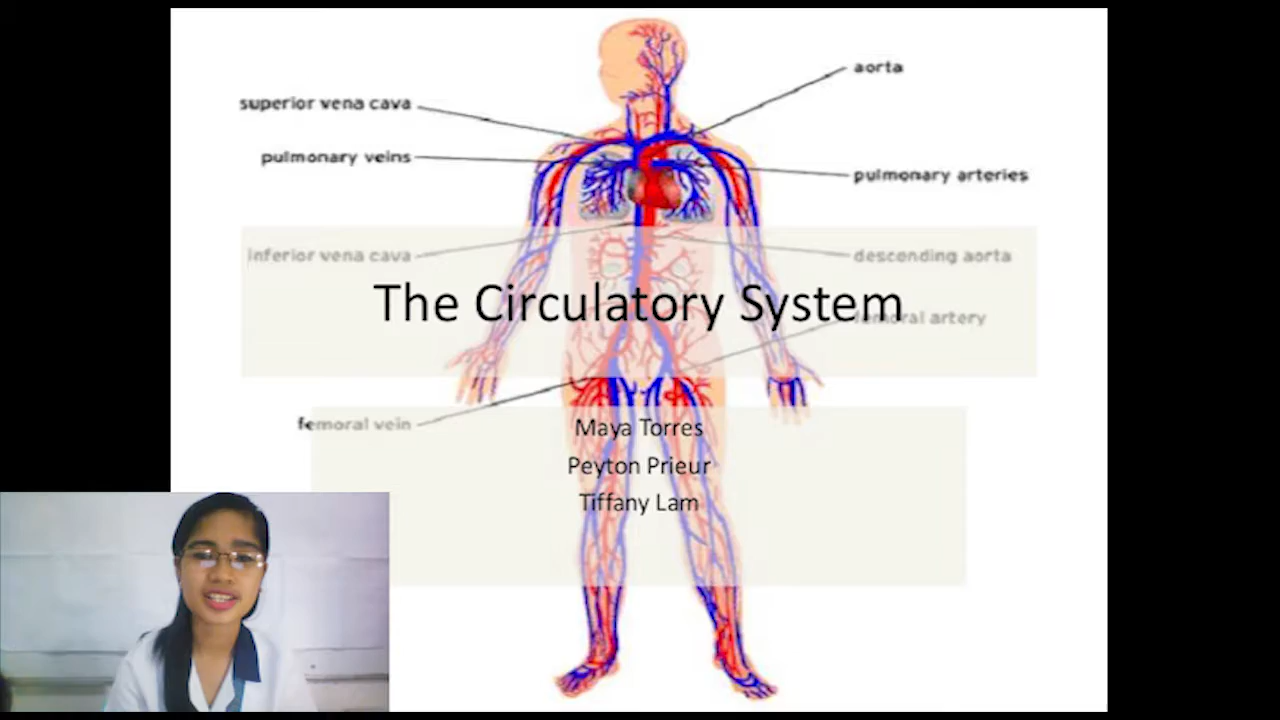 aorta
superior vena cava
pulmonary veins
pulmonary arteries
inferior vena cava
descending aorta
The Circulatory System
femoral artery
femoral vein
Maya Torres
Peyton Prieur
Tiffany Lam